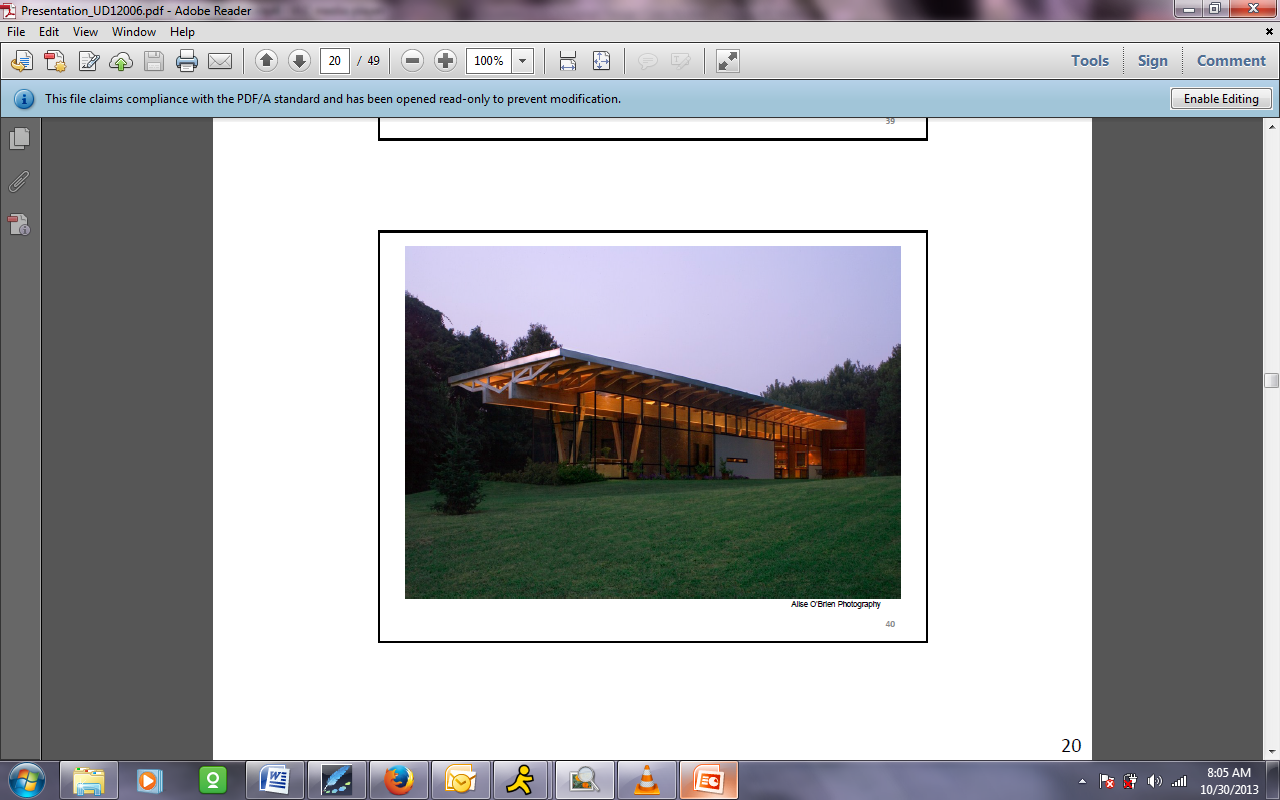 Presentation_UD12006.pdf - Adobe Reader
File Edit View Window Help
20 / 49 100% Tools Sign Comment
This file claims compliance with the PDF/A standard and has been opened read-only to prevent modification. Enable Editing
39
Alise O'Brien Photography
40
20
8:05 AM
10/30/2013